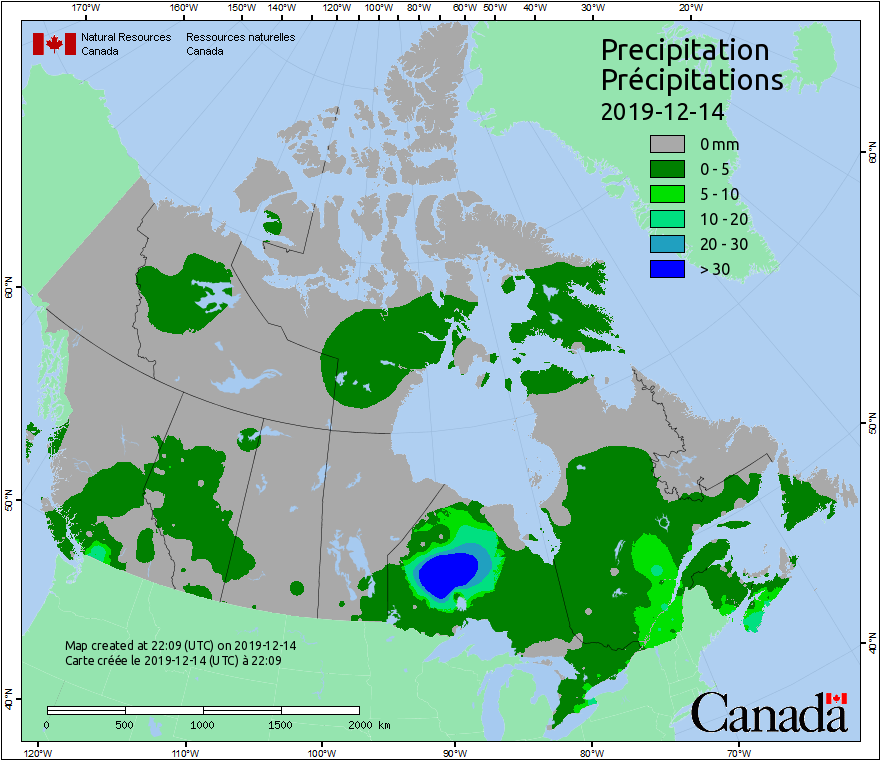 170°W 160°W 150°W 140°W 120°W 100°W 80°W 60°W 50°W 40°W 30°W 20°W
Natural Resources Ressources naturelles
Canada Canada
Precipitation
Précipitations
2019-12-14
0 mm
0 - 5
5 - 10
10 - 20
20 - 30
> 30
60°N 60°N
50°N 50°N
40°N 40°N
Map created at 22:09 (UTC) on 2019-12-14
Carte créée le 2019-12-14 (UTC) à 22:09
0 500 1000 1500 2000 km
Canada
120°W 110°W 100°W 90°W 80°W 70°W